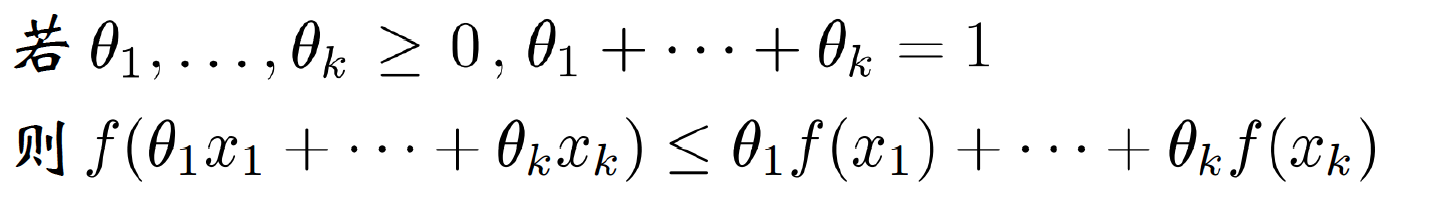 若 θ₁, . . . , θₖ ≥ 0 , θ₁ + · · · + θₖ = 1
则 f(θ₁x₁ + · · · + θₖxₖ) ≤ θ₁f(x₁) + · · · + θₖf(xₖ)